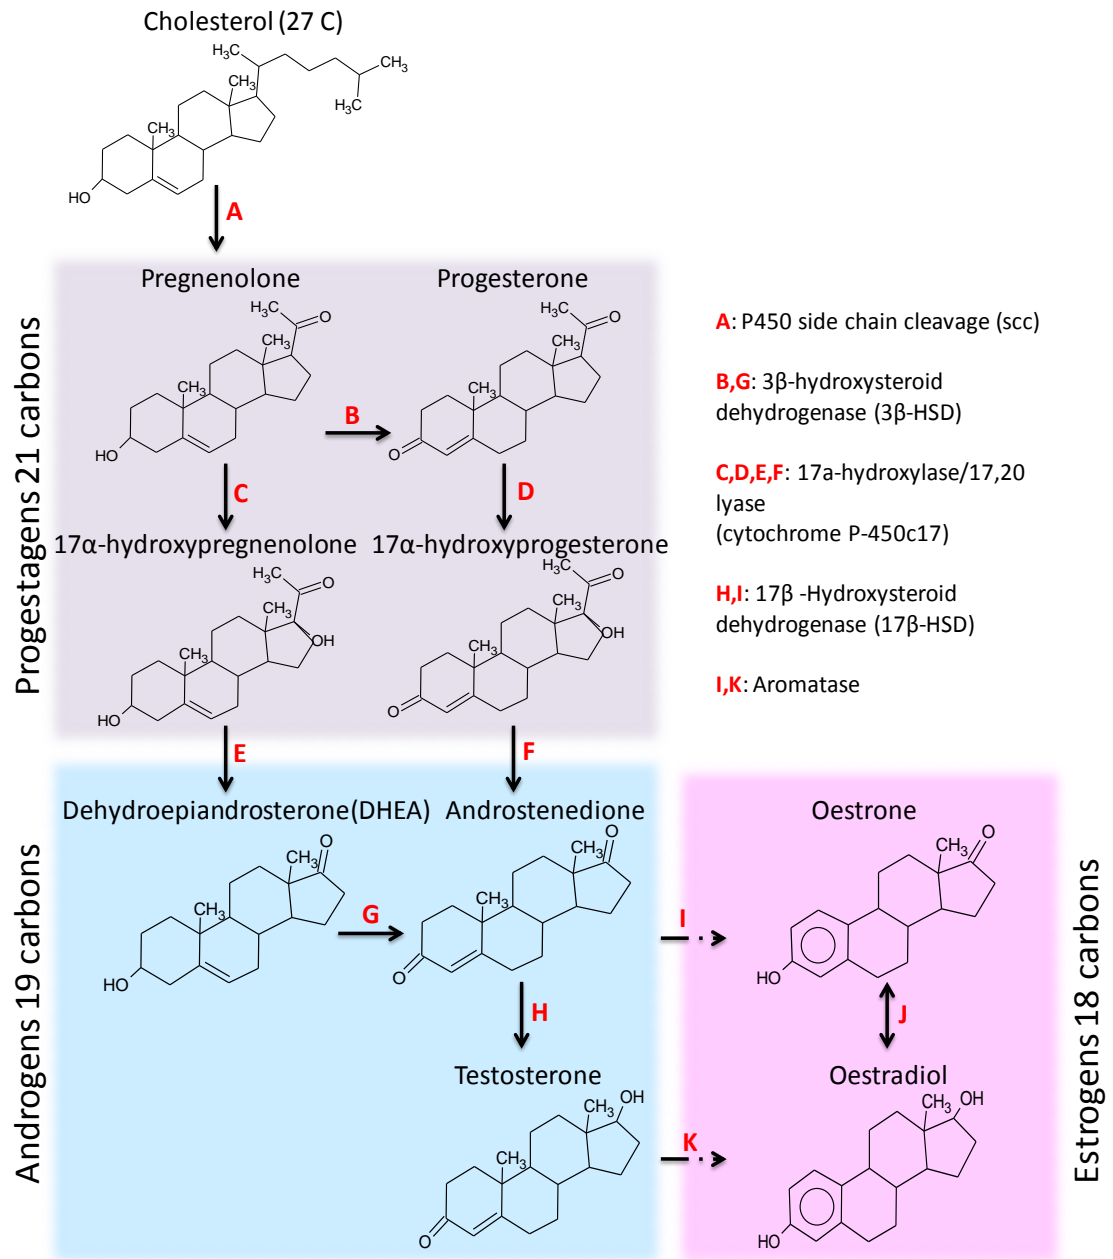 Cholesterol (27 C)
H₃C
CH₃
CH₃
H₃C
CH₃
HO
A
Pregnenolone
Progesterone
H₃C
O
CH₃
CH₃
HO
B
H₃C
O
CH₃
CH₃
O
C
D
17α-hydroxypregnenolone
17α-hydroxyprogesterone
H₃C
O
CH₃
OH
CH₃
HO
H₃C
O
CH₃
OH
CH₃
O
Progestagens 21 carbons
E
F
Dehydroepiandrosterone(DHEA)
Androstenedione
Oestrone
O
CH₃
CH₃
HO
G
O
CH₃
CH₃
O
I
O
CH₃
HO
H
J
Testosterone
Oestradiol
OH
CH₃
CH₃
O
K
OH
CH₃
HO
Androgens 19 carbons
Estrogens 18 carbons
A: P450 side chain cleavage (scc)
B,G: 3β-hydroxysteroid
dehydrogenase (3β-HSD)
C,D,E,F: 17a-hydroxylase/17,20
lyase
(cytochrome P-450c17)
H,I: 17β -Hydroxysteroid
dehydrogenase (17β-HSD)
I,K: Aromatase